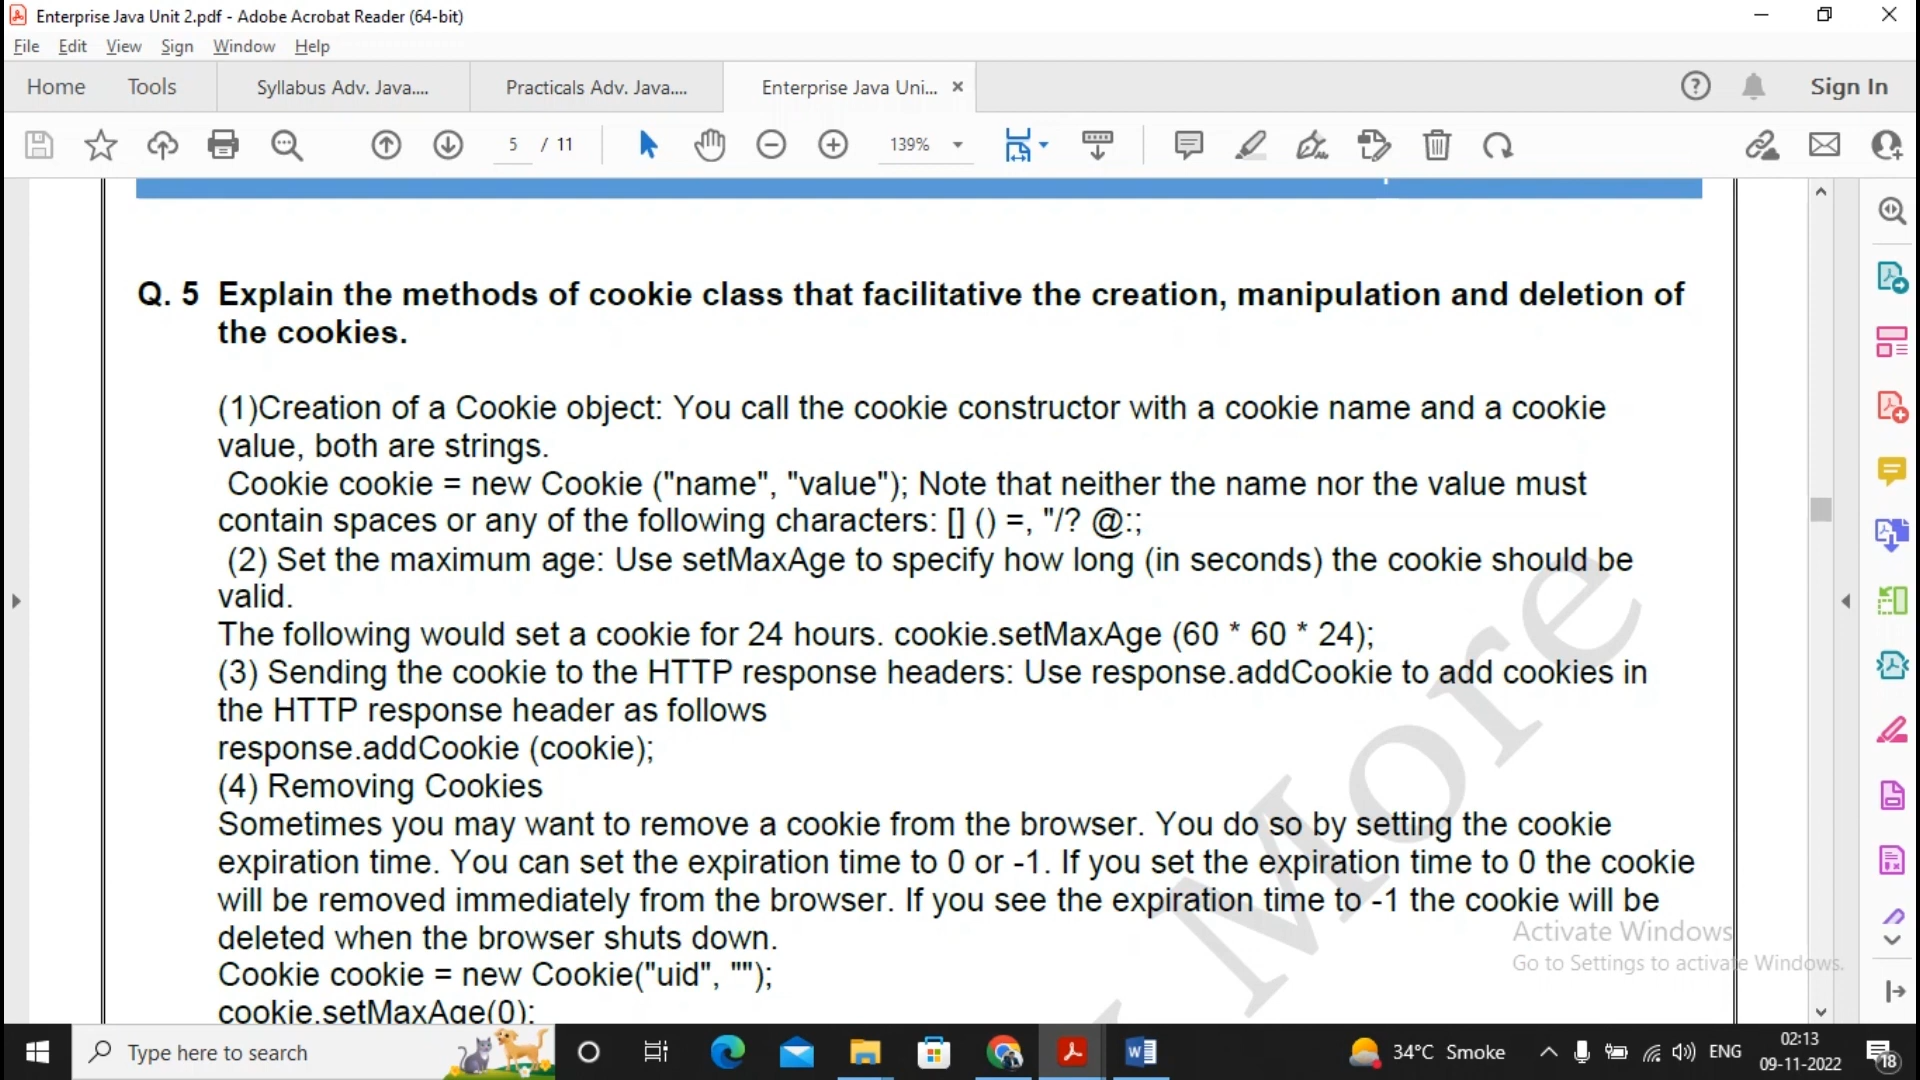 Enterprise Java Unit 2.pdf - Adobe Acrobat Reader (64-bit)
File Edit View Sign Window Help
Home Tools Syllabus Adv. Java.... Practicals Adv. Java.... Enterprise Java Uni... × Sign In
5 / 11 139%
Q. 5 Explain the methods of cookie class that facilitative the creation, manipulation and deletion of
the cookies.
(1)Creation of a Cookie object: You call the cookie constructor with a cookie name and a cookie
value, both are strings.
Cookie cookie = new Cookie ("name", "value"); Note that neither the name nor the value must
contain spaces or any of the following characters: [] () =, "/? @:;
(2) Set the maximum age: Use setMaxAge to specify how long (in seconds) the cookie should be
valid.
The following would set a cookie for 24 hours. cookie.setMaxAge (60 * 60 * 24);
(3) Sending the cookie to the HTTP response headers: Use response.addCookie to add cookies in
the HTTP response header as follows
response.addCookie (cookie);
(4) Removing Cookies
Sometimes you may want to remove a cookie from the browser. You do so by setting the cookie
expiration time. You can set the expiration time to 0 or -1. If you set the expiration time to 0 the cookie
will be removed immediately from the browser. If you see the expiration time to -1 the cookie will be
deleted when the browser shuts down.
Cookie cookie = new Cookie("uid", "");
cookie.setMaxAge(0);
More
Activate Windows
Go to Settings to activate Windows.
Type here to search
34°C Smoke
ENG
02:13
09-11-2022
18